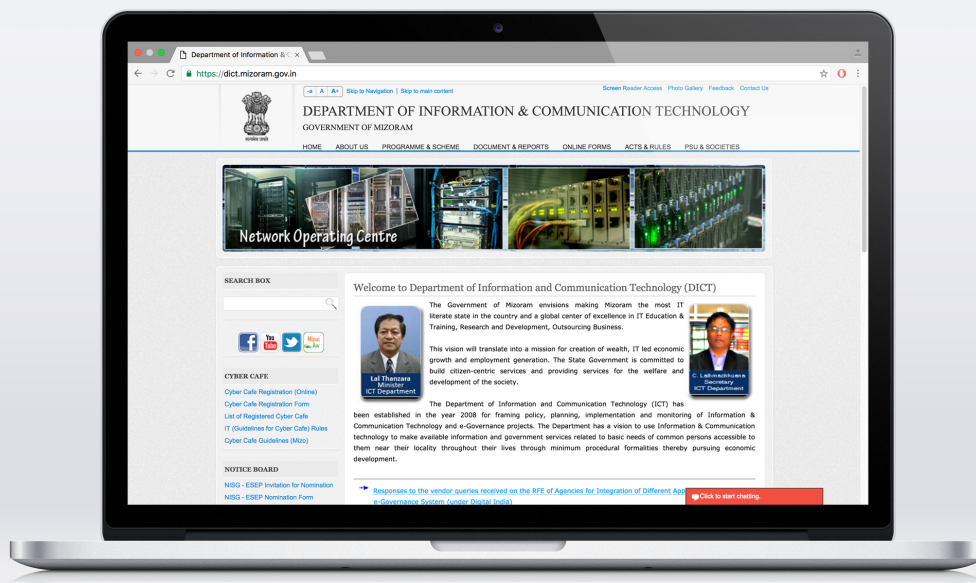 Department of Information & C
https://dict.mizoram.gov.in
-a A A+ Skip to Navigation | Skip to main content
Screen Reader Access Photo Gallery Feedback Contact Us
DEPARTMENT OF INFORMATION & COMMUNICATION TECHNOLOGY
GOVERNMENT OF MIZORAM
सत्यमेव जयते
HOME ABOUT US PROGRAMME & SCHEME DOCUMENT & REPORTS ONLINE FORMS ACTS & RULES PSU & SOCIETIES
Network Operating Centre
SEARCH BOX
You Tube
CYBER CAFE
Cyber Cafe Registration (Online)
Cyber Cafe Registration Form
List of Registered Cyber Cafe
IT (Guidelines for Cyber Cafe) Rules
Cyber Cafe Guidelines (Mizo)
NOTICE BOARD
NISG - ESEP Invitation for Nomination
NISG - ESEP Nomination Form
Welcome to Department of Information and Communication Technology (DICT)
Lal Thanzara
Minister
ICT Department
The Government of Mizoram envisions making Mizoram the most IT
literate state in the country and a global center of excellence in IT Education &
Training, Research and Development, Outsourcing Business.
This vision will translate into a mission for creation of wealth, IT led economic
growth and employment generation. The State Government is committed to
build citizen-centric services and providing services for the welfare and
development of the society.
C. Lalhmachhuana
Secretary
ICT Department
The Department of Information and Communication Technology (ICT) has
been established in the year 2008 for framing policy, planning, implementation and monitoring of Information &
Communication Technology and e-Governance projects. The Department has a vision to use Information & Communication
technology to make available information and government services related to basic needs of common persons accessible to
them near their locality throughout their lives through minimum procedural formalities thereby pursuing economic
development.
Responses to the vendor queries received on the RFE of Agencies for Integration of Different App
e-Governance System (under Digital India)
Click to start chatting.